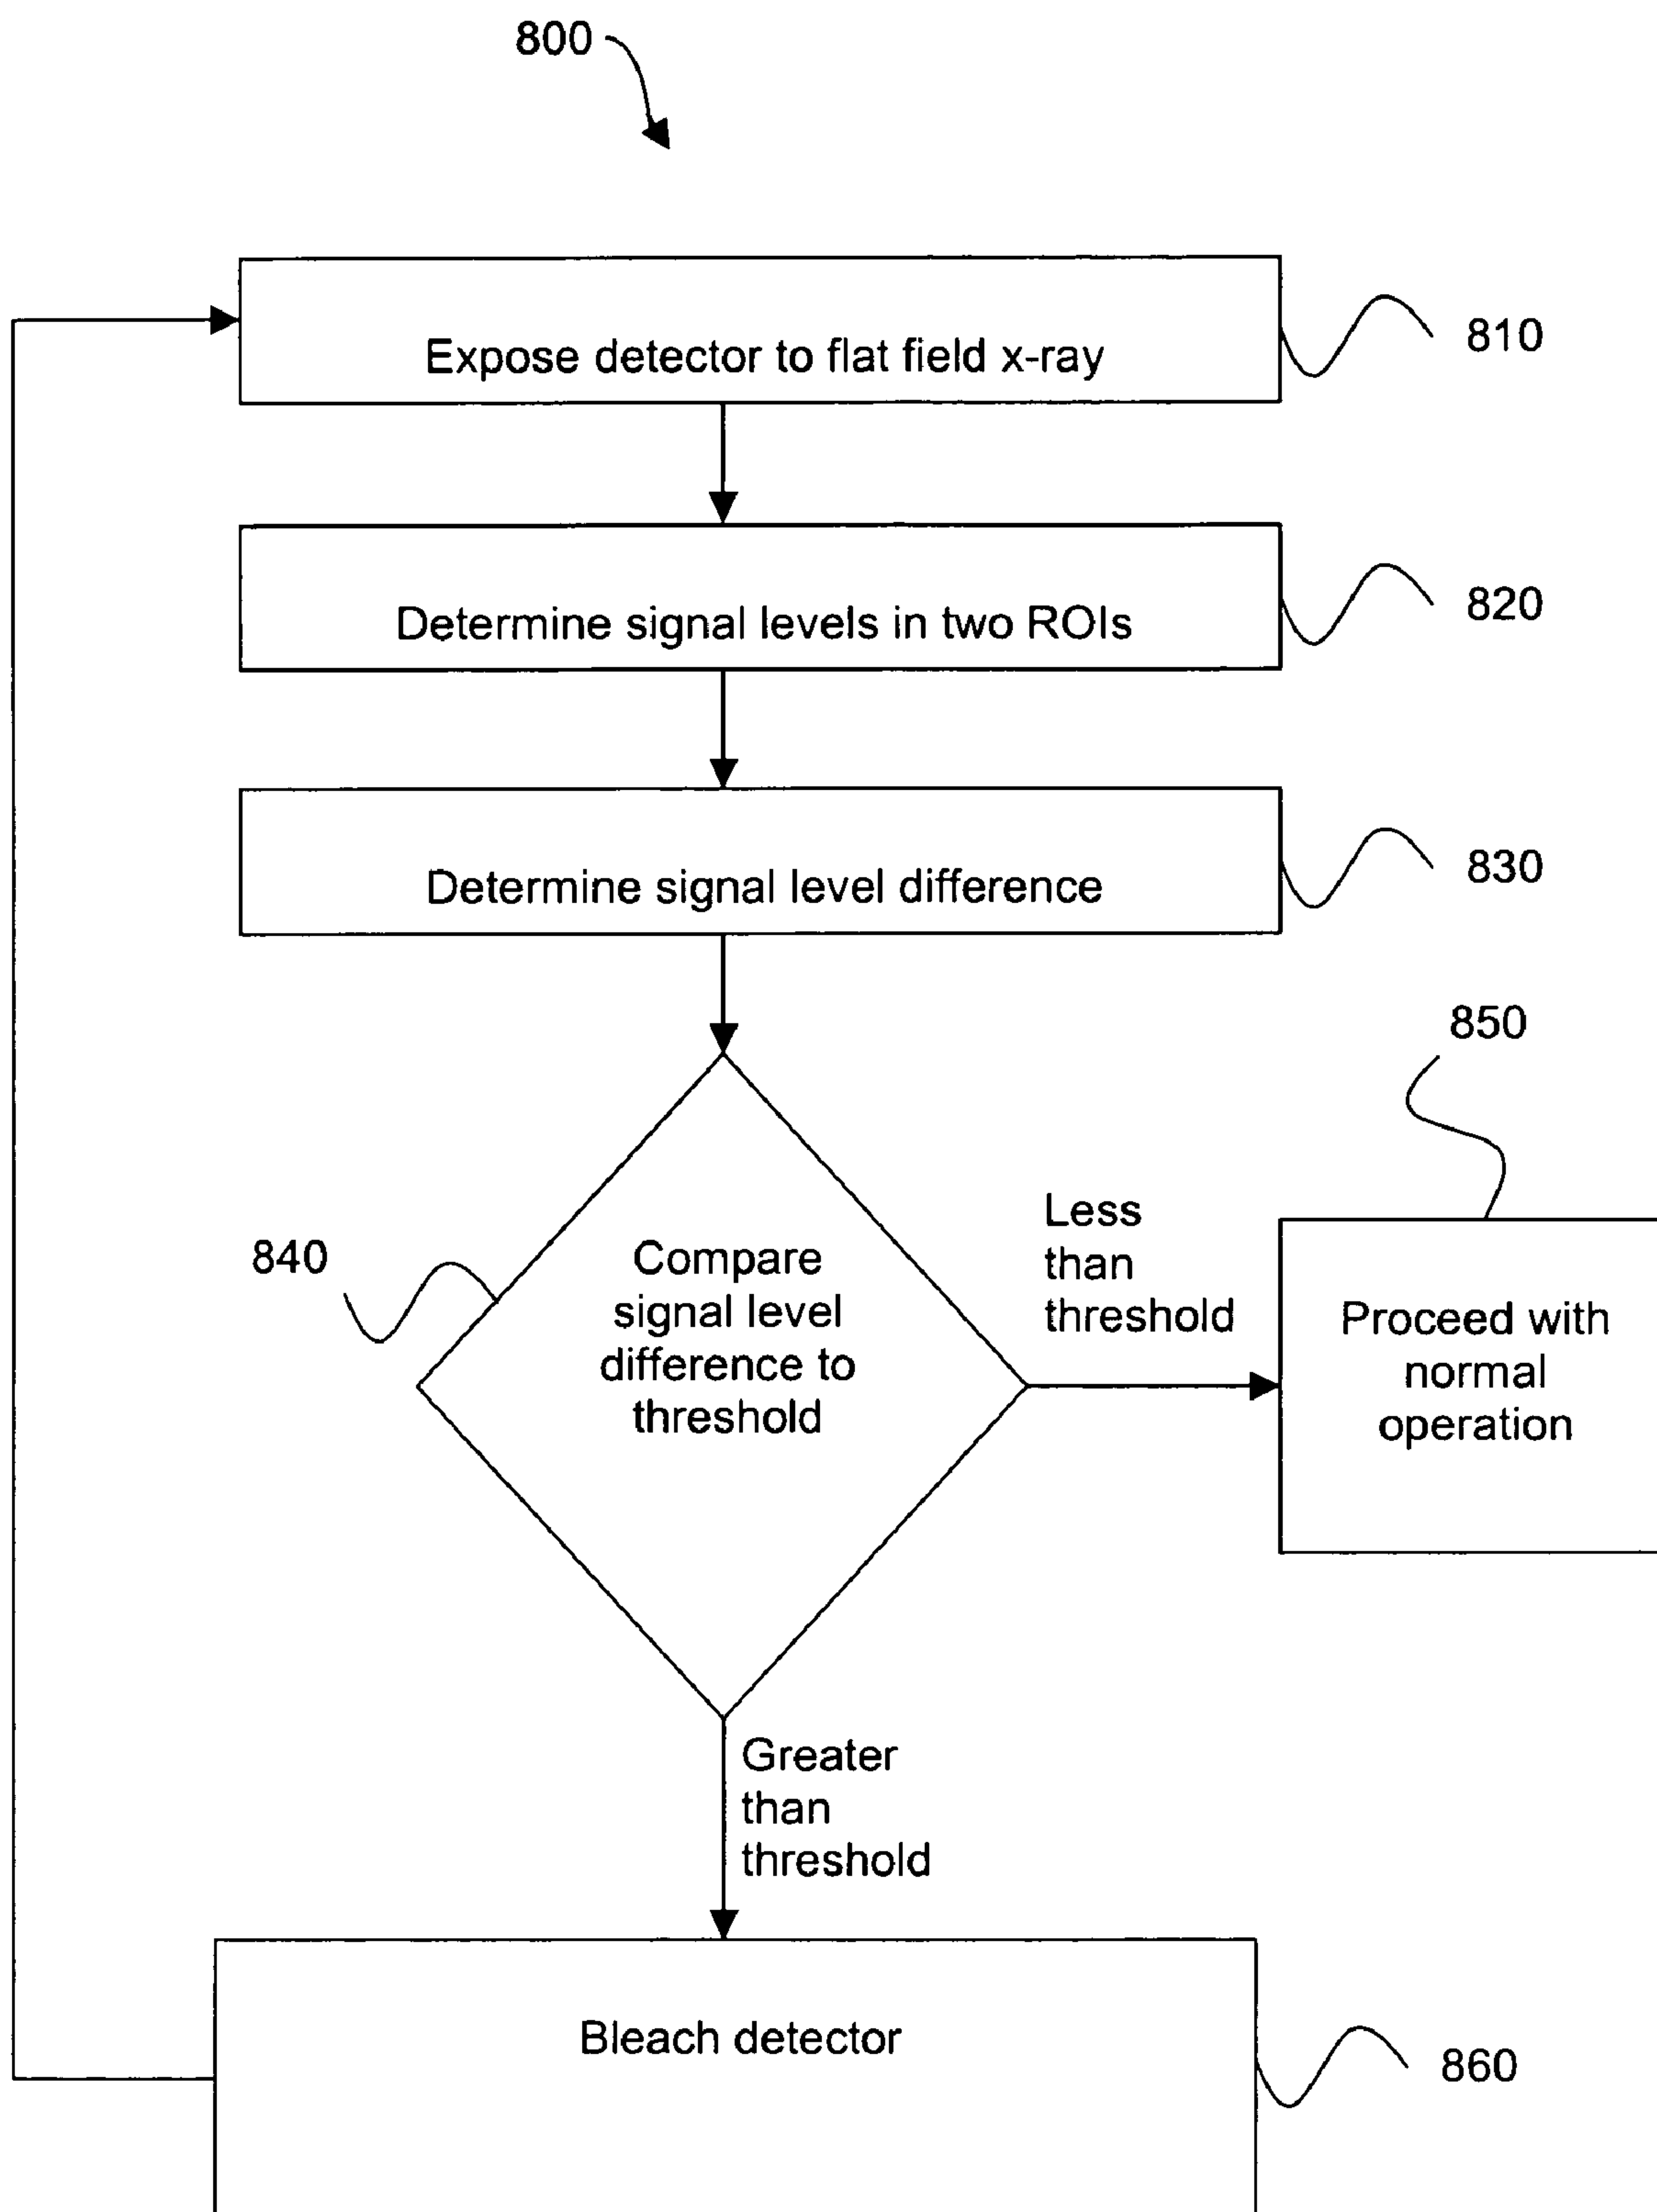 800
Expose detector to flat field x-ray
810
Determine signal levels in two ROIs
820
Determine signal level difference
830
850
840
Compare
signal level
difference to
threshold
Less
than
threshold
Proceed with
normal
operation
Greater
than
threshold
Bleach detector
860